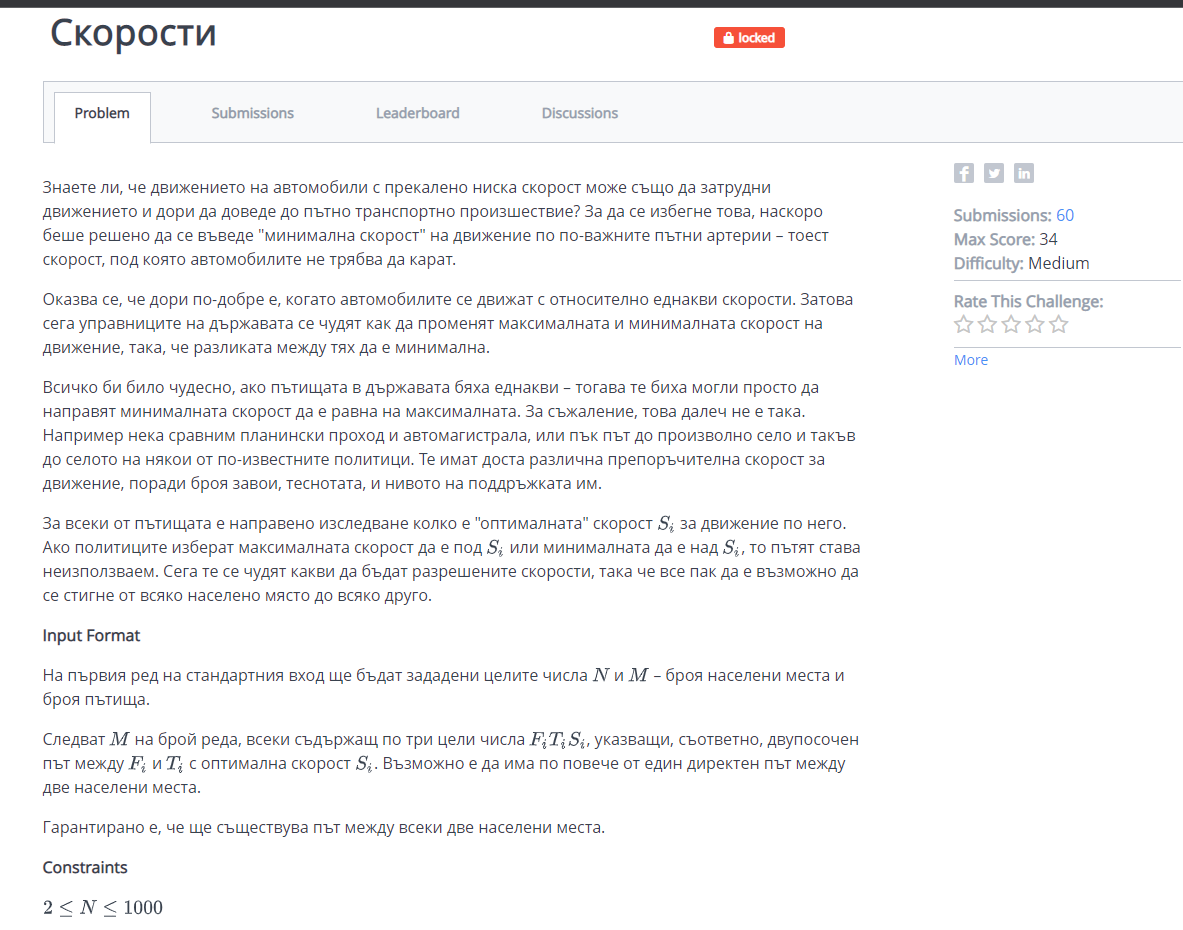 Скорости
locked
Problem
Submissions
Leaderboard
Discussions
Знаете ли, че движението на автомобили с прекалено ниска скорост може също да затрудни
движението и дори да доведе до пътно транспортно произшествие? За да се избегне това, наскоро
беше решено да се въведе "минимална скорост" на движение по по-важните пътни артерии – тоест
скорост, под която автомобилите не трябва да карат.
Оказва се, че дори по-добре е, когато автомобилите се движат с относително еднакви скорости. Затова
сега управниците на държавата се чудят как да променят максималната и минималната скорост на
движение, така, че разликата между тях да е минимална.
Всичко би било чудесно, ако пътищата в държавата бяха еднакви – тогава те биха могли просто да
направят минималната скорост да е равна на максималната. За съжаление, това далеч не е така.
Например нека сравним планински проход и автомагистрала, или пък път до произволно село и такъв
до селото на някои от по-известните политици. Те имат доста различна препоръчителна скорост за
движение, поради броя завои, теснотата, и нивото на поддръжката им.
За всеки от пътищата е направено изследване колко е "оптималната" скорост S_i за движение по него.
Ако политиците изберат максималната скорост да е под S_i или минималната да е над S_i, то пътят става
неизползваем. Сега те се чудят какви да бъдат разрешените скорости, така че все пак да е възможно да
се стигне от всяко населено място до всяко друго.
Input Format
На първия ред на стандартния вход ще бъдат зададени целите числа N и M – броя населени места и
броя пътища.
Следват M на брой реда, всеки съдържащ по три цели числа F_i T_i S_i, указващи, съответно, двупосочен
път между F_i и T_i с оптимална скорост S_i. Възможно е да има по повече от един директен път между
две населени места.
Гарантирано е, че ще съществува път между всеки две населени места.
Constraints
2 ≤ N ≤ 1000
Submissions: 60
Max Score: 34
Difficulty: Medium
Rate This Challenge:
More